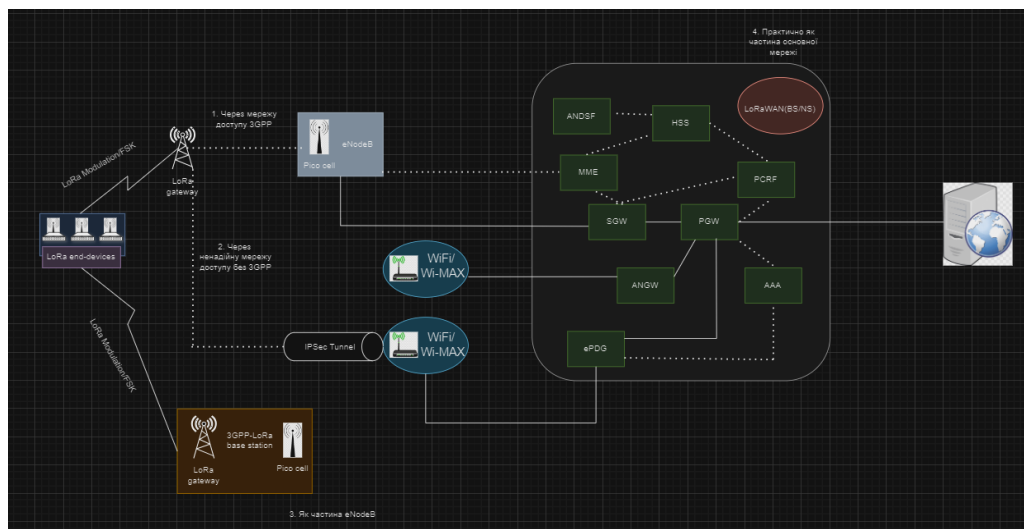 4. Практично як
частина основної
мережі
LoRaWAN(BS/NS)
ANDSF
HSS
1. Через мережу
доступу 3GPP
eNodeB
Pico cell
MME
PCRF
LoRa Modulation/FSK
LoRa
gateway
SGW
PGW
LoRa end-devices
2. Через
ненадійну мережу
доступу без 3GPP
WiFi/
Wi-MAX
ANGW
AAA
LoRa Modulation/FSK
IPSec Tunnel
WiFi/
Wi-MAX
ePDG
3GPP-LoRa
base station
LoRa
gateway
Pico cell
3. Як частина eNodeB